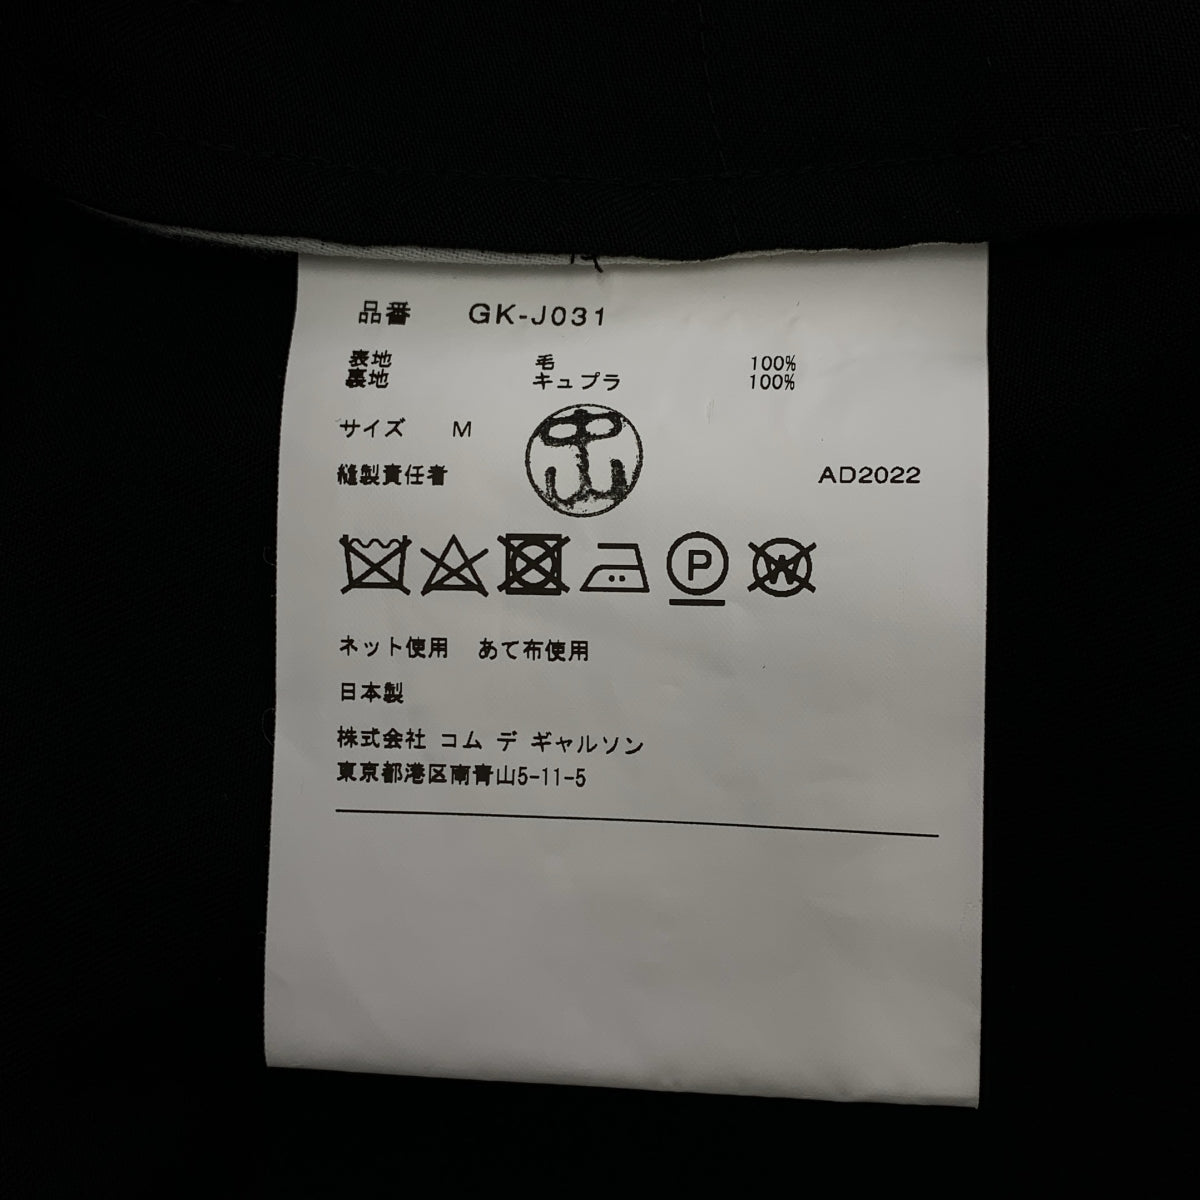 品番 GK-J031
表地 毛 100%
裏地 キュプラ 100%
サイズ M
縫製責任者 AD2022
P W
ネット使用 あて布使用
日本製
株式会社 コム デ ギャルソン
東京都港区南青山5-11-5